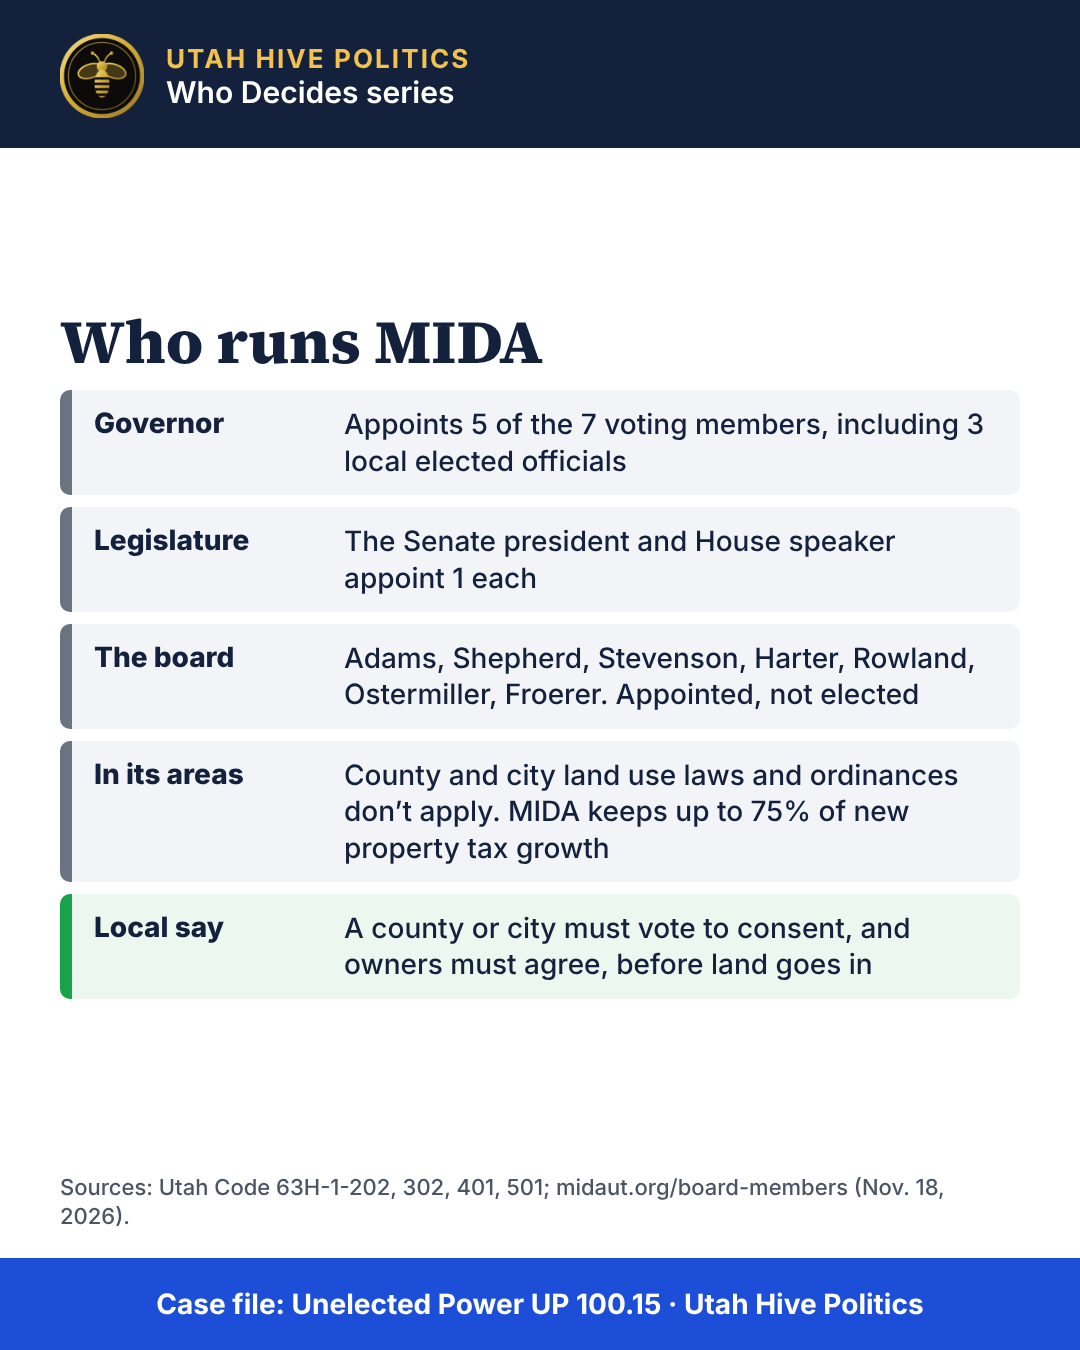 UTAH HIVE POLITICS
Who Decides series
Who runs MIDA
Governor
Appoints 5 of the 7 voting members, including 3
local elected officials
Legislature
The Senate president and House speaker
appoint 1 each
The board
Adams, Shepherd, Stevenson, Harter, Rowland,
Ostermiller, Froerer. Appointed, not elected
In its areas
County and city land use laws and ordinances
don’t apply. MIDA keeps up to 75% of new
property tax growth
Local say
A county or city must vote to consent, and
owners must agree, before land goes in
Sources: Utah Code 63H-1-202, 302, 401, 501; midaut.org/board-members (Nov. 18,
2026).
Case file: Unelected Power UP 100.15 · Utah Hive Politics